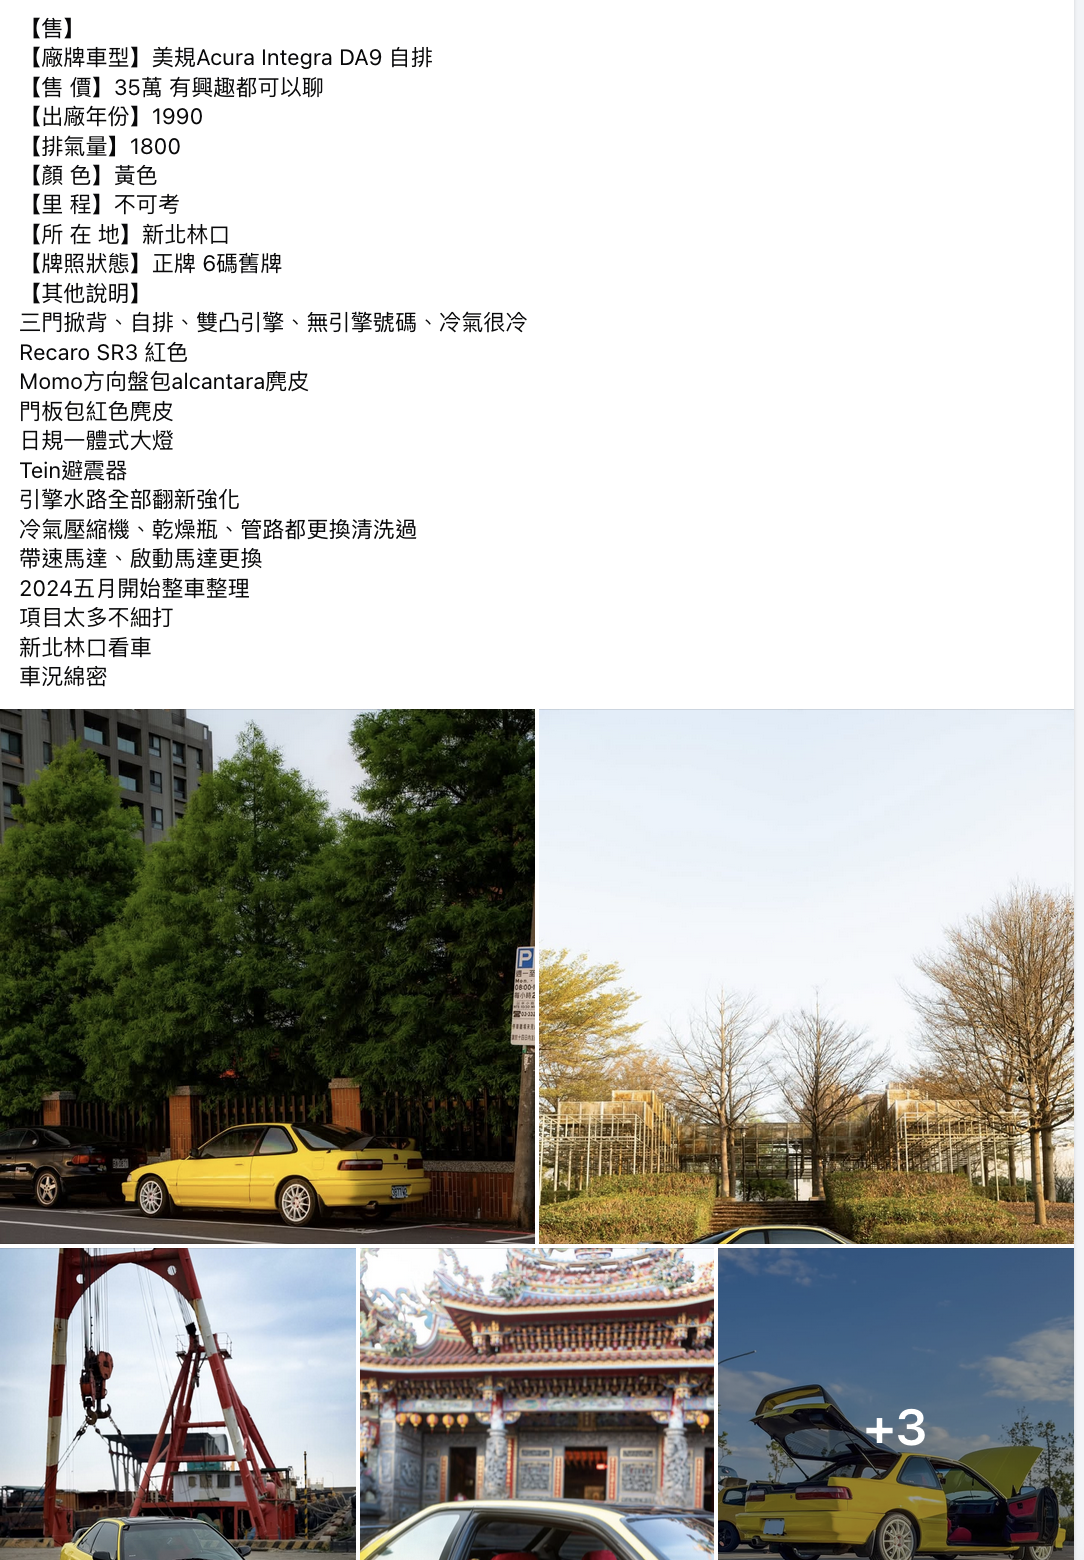 【售】
【廠牌車型】美規Acura Integra DA9 自排
【售 價】35萬 有興趣都可以聊
【出廠年份】1990
【排氣量】1800
【顏 色】黃色
【里 程】不可考
【所 在 地】新北林口
【牌照狀態】正牌 6碼舊牌
【其他說明】
三門掀背、自排、雙凸引擎、無引擎號碼、冷氣很冷
Recaro SR3 紅色
Momo方向盤包alcantara麂皮
門板包紅色麂皮
日規一體式大燈
Tein避震器
引擎水路全部翻新強化
冷氣壓縮機、乾燥瓶、管路都更換清洗過
帶速馬達、啟動馬達更換
2024五月開始整車整理
項目太多不細打
新北林口看車
車況綿密
P
週一至
+3